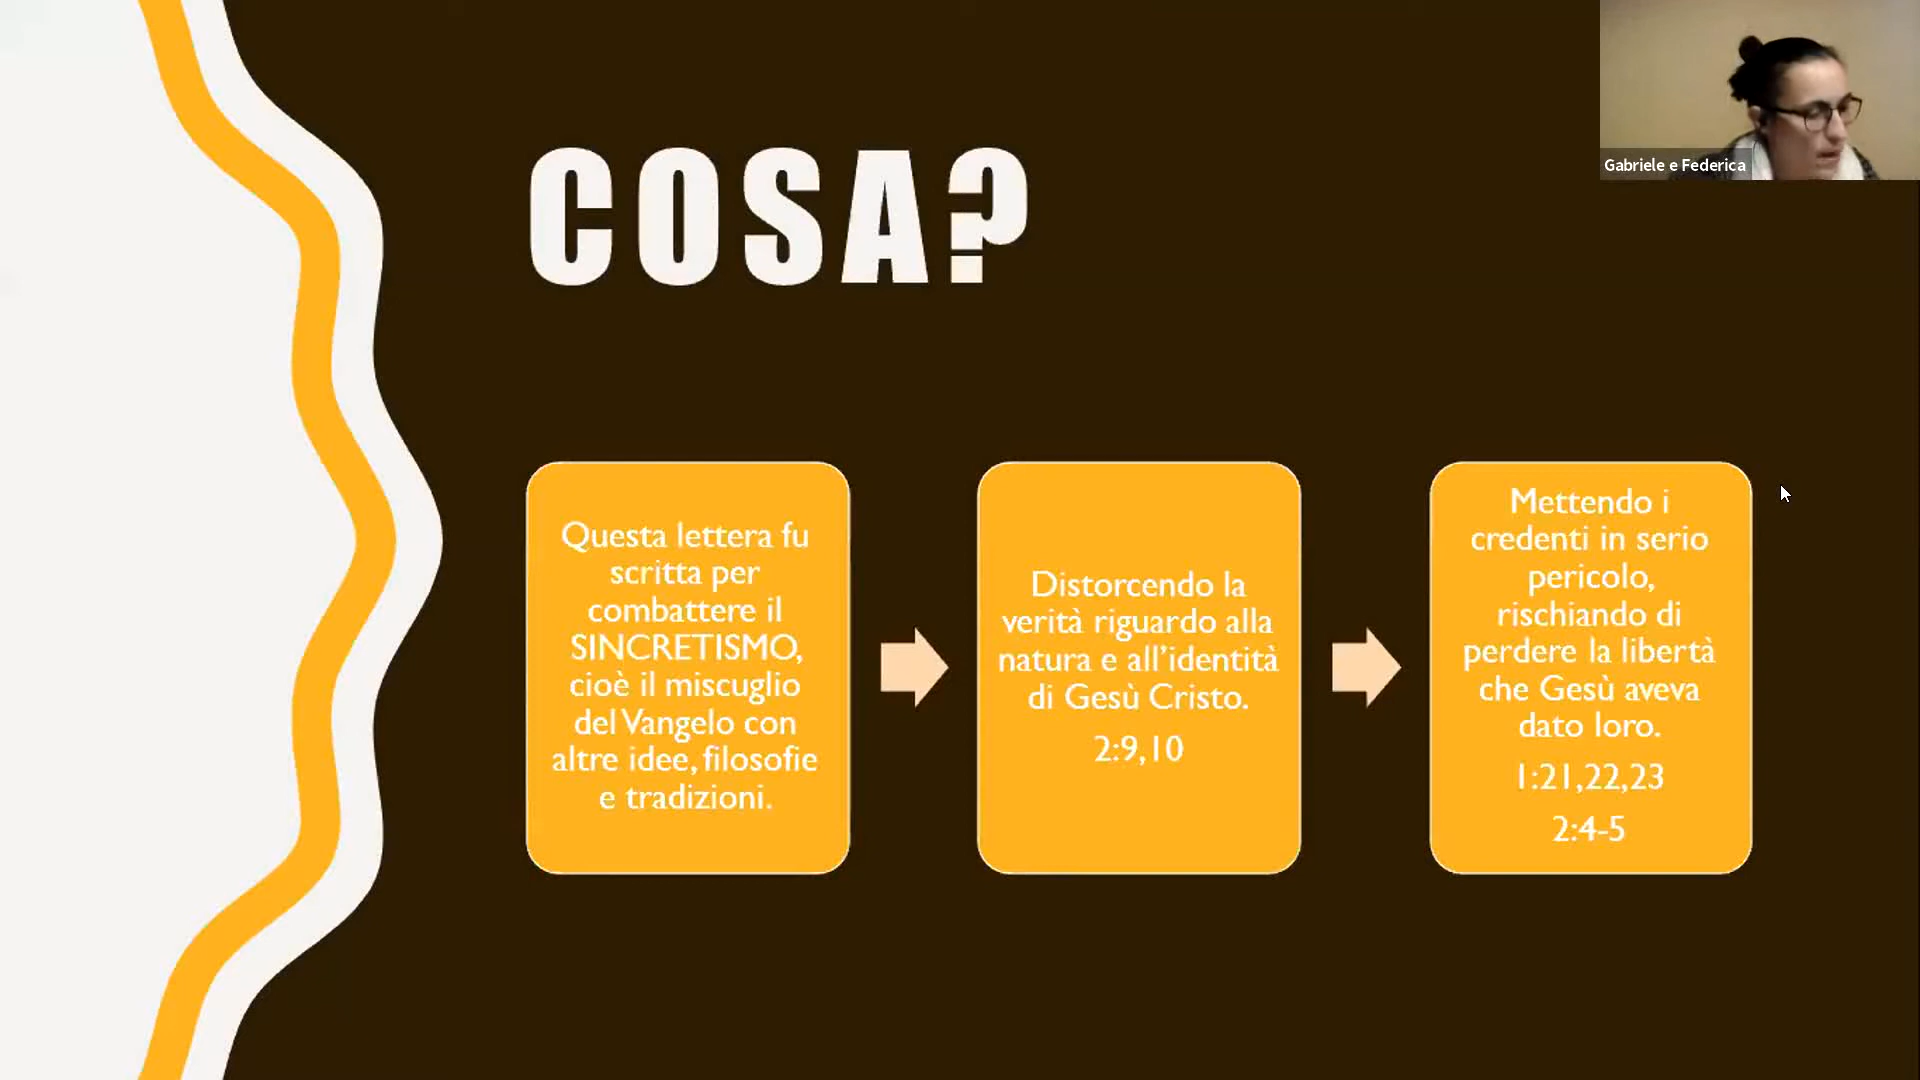 COSA?
Gabriele e Federica
Questa lettera fu
scritta per
combattere il
SINCRETISMO,
cioè il miscuglio
del Vangelo con
altre idee, filosofie
e tradizioni.
Distorcendo la
verità riguardo alla
natura e all'identità
di Gesù Cristo.
2:9,10
Mettendo i
credenti in serio
pericolo,
rischiando di
perdere la libertà
che Gesù aveva
dato loro.
1:21,22,23
2:4-5